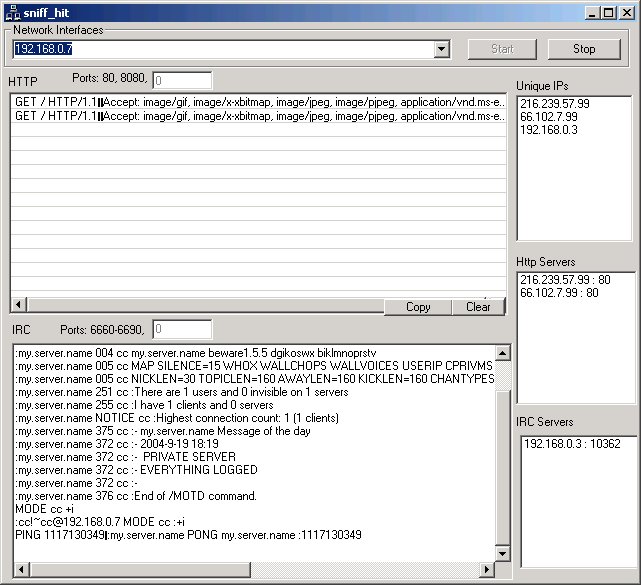 sniff_hit
Network Interfaces
192.168.0.7
Start
Stop
HTTP
Ports: 80, 8080,
0
GET / HTTP/1.1||Accept: image/gif, image/x-xbitmap, image/jpeg, image/pjpeg, application/vnd.ms-e..
GET / HTTP/1.1||Accept: image/gif, image/x-xbitmap, image/jpeg, image/pjpeg, application/vnd.ms-e..
Copy
Clear
Unique IPs
216.239.57.99
66.102.7.99
192.168.0.3
Http Servers
216.239.57.99 : 80
66.102.7.99 : 80
IRC
Ports: 6660-6690,
0
:my.server.name 004 cc my.server.name beware1.5.5 dgikoswx biklmnoprstv
:my.server.name 005 cc MAP SILENCE=15 WHOX WALLCHOPS WALLVOICES USERIP CPRIVMS
:my.server.name 005 cc NICKLEN=30 TOPICLEN=160 AWAYLEN=160 KICKLEN=160 CHANTYPES
:my.server.name 251 cc :There are 1 users and 0 invisible on 1 servers
:my.server.name 255 cc :I have 1 clients and 0 servers
:my.server.name NOTICE cc :Highest connection count: 1 (1 clients)
:my.server.name 375 cc :- my.server.name Message of the day
:my.server.name 372 cc :- 2004-9-19 18:19
:my.server.name 372 cc :-  PRIVATE SERVER
:my.server.name 372 cc :- EVERYTHING LOGGED
:my.server.name 372 cc :-
:my.server.name 376 cc :End of /MOTD command.
MODE cc +i
:cc!~cc@192.168.0.7 MODE cc :+i
PING 1117130349||:my.server.name PONG my.server.name :1117130349
IRC Servers
192.168.0.3 : 10362